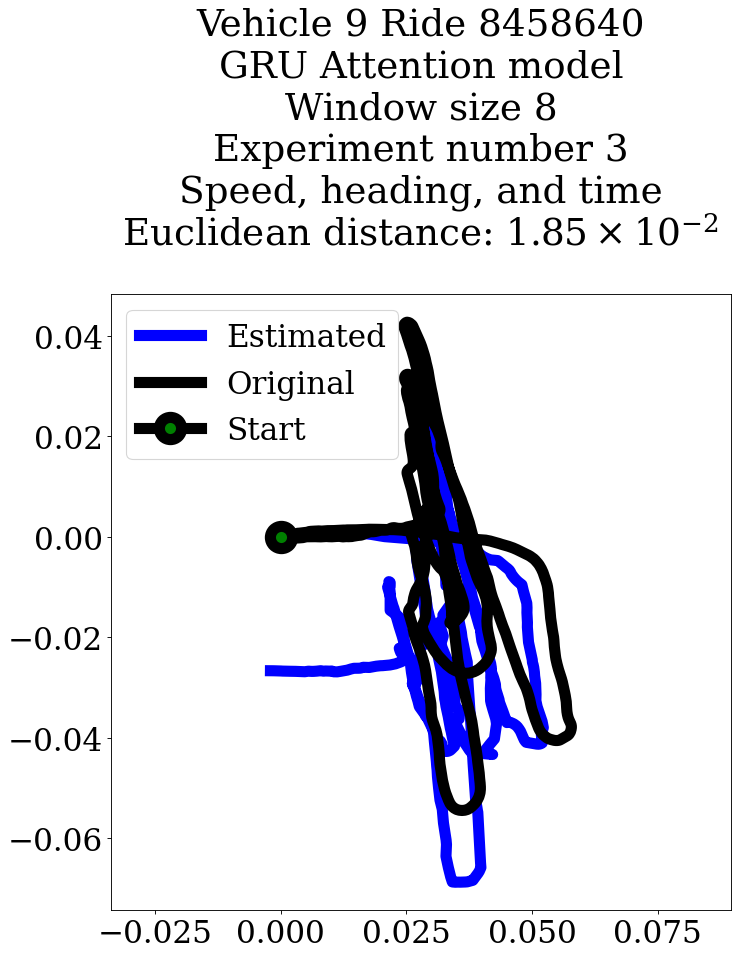 Vehicle 9 Ride 8458640
GRU Attention model
Window size 8
Experiment number 3
Speed, heading, and time
Euclidean distance: 1.85 × 10⁻²
Estimated
Original
Start
0.04
0.02
0.00
−0.02
−0.04
−0.06
−0.025 0.000 0.025 0.050 0.075